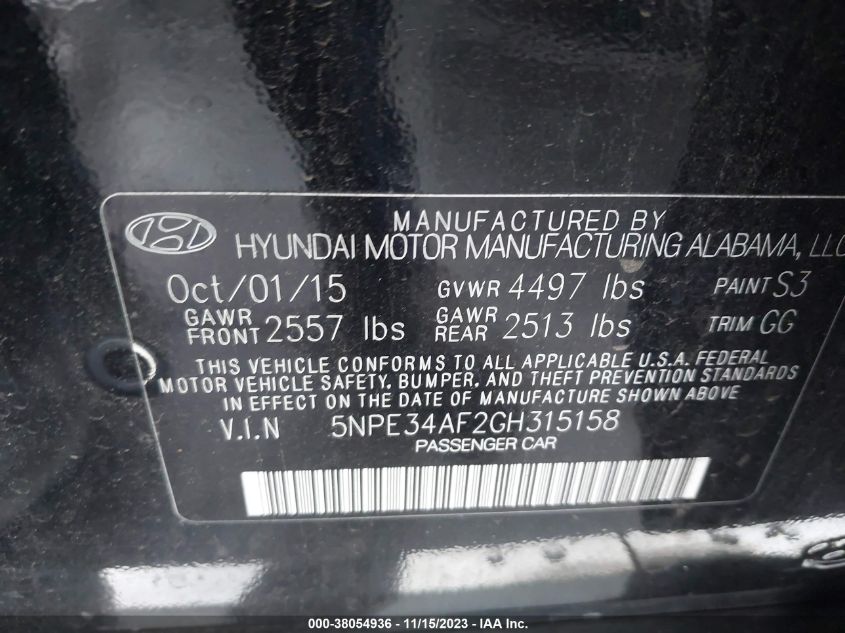 MANUFACTURED BY
HYUNDAI MOTOR MANUFACTURING ALABAMA, LLC
Oct/01/15 GVWR 4497 lbs PAINT S3
GAWR FRONT 2557 lbs GAWR REAR 2513 lbs TRIM GG
THIS VEHICLE CONFORMS TO ALL APPLICABLE U.S.A. FEDERAL
MOTOR VEHICLE SAFETY, BUMPER, AND THEFT PREVENTION STANDARDS
IN EFFECT ON THE DATE OF MANUFACTURE SHOWN ABOVE
V.I.N 5NPE34AF2GH315158
PASSENGER CAR
000-38054936 - 11/15/2023 - IAA Inc.